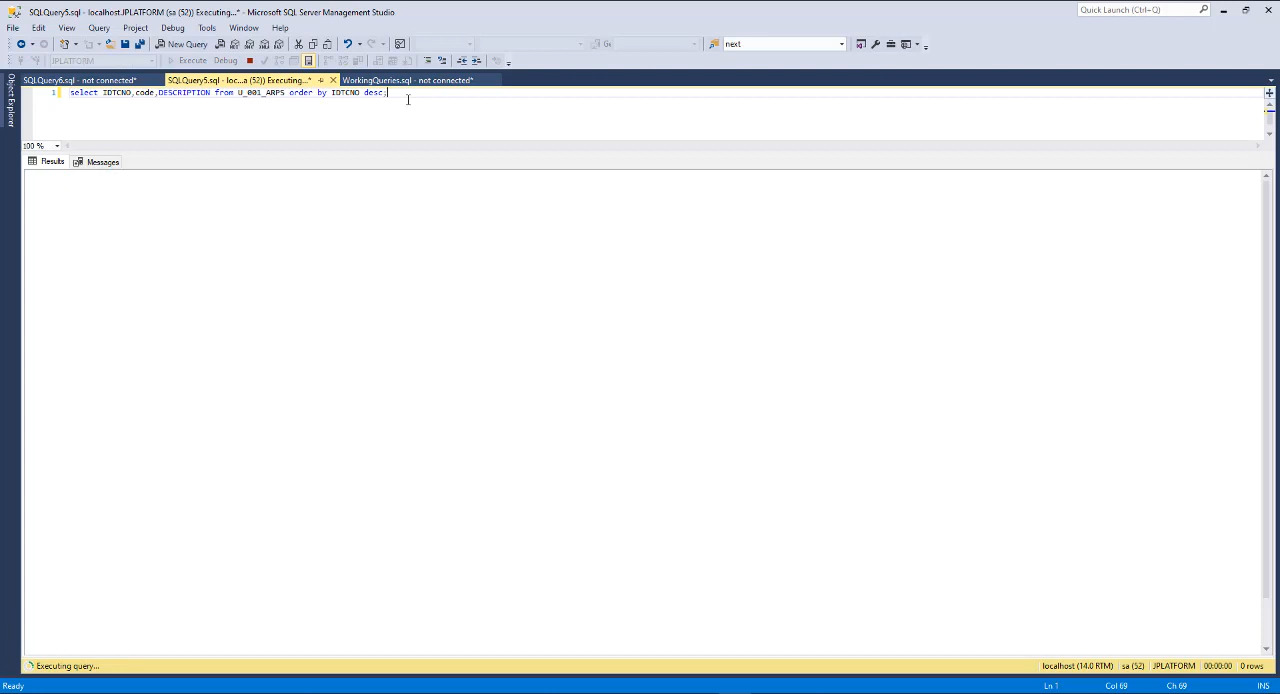 SQLQuery5.sql - localhost.JPLATFORM (sa (52)) Executing...* - Microsoft SQL Server Management Studio
Quick Launch (Ctrl+Q)
File Edit View Query Project Debug Tools Window Help
New Query
next
JPLATFORM
Execute
Debug
Object Explorer
SQLQuery6.sql - not connected*
SQLQuery5.sql - loc...a (52)) Executing...*
WorkingQueries.sql - not connected*
1 select IDTCNO,code,DESCRIPTION from U_001_ARPS order by IDTCNO desc;
100 %
Results
Messages
Executing query...
localhost (14.0 RTM) sa (52) JPLATFORM 00:00:00 0 rows
Ready
Ln 1 Col 69 Ch 69 INS